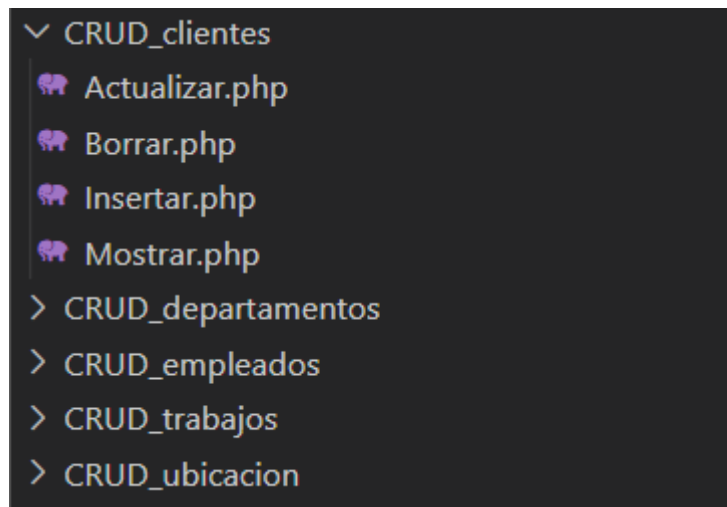 CRUD_clientes
Actualizar.php
Borrar.php
Insertar.php
Mostrar.php
CRUD_departamentos
CRUD_empleados
CRUD_trabajos
CRUD_ubicacion